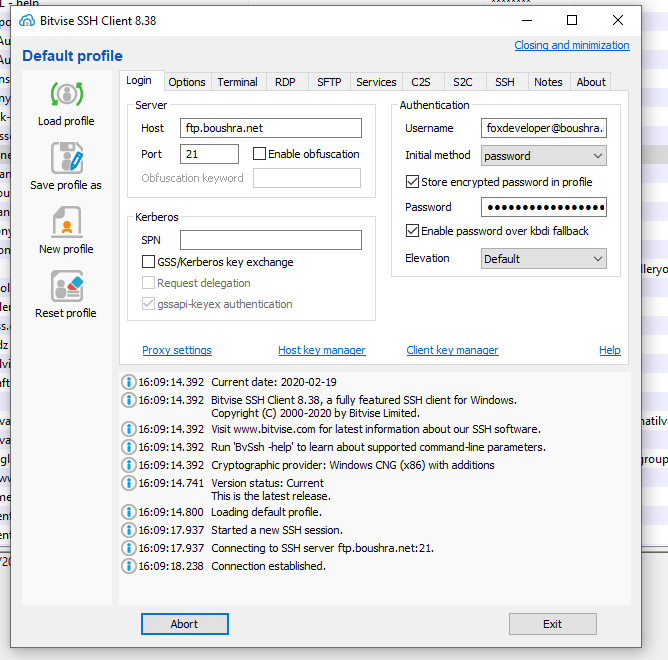 Bitvise SSH Client 8.38
Default profile
Closing and minimization
Load profile
Save profile as
New profile
Reset profile
Login Options Terminal RDP SFTP Services C2S S2C SSH Notes About
Server
Host ftp.boushra.net
Port 21 Enable obfuscation
Obfuscation keyword
Kerberos
SPN
GSS/Kerberos key exchange
Request delegation
gssapi-keyex authentication
Authentication
Username foxdeveloper@boushra.
Initial method password
Store encrypted password in profile
Password ●●●●●●●●●●●●●●●●
Enable password over kbdi fallback
Elevation Default
Proxy settings Host key manager Client key manager Help
16:09:14.392 Current date: 2020-02-19
16:09:14.392 Bitvise SSH Client 8.38, a fully featured SSH client for Windows.
Copyright (C) 2000-2020 by Bitvise Limited.
16:09:14.392 Visit www.bitvise.com for latest information about our SSH software.
16:09:14.392 Run 'BvSsh -help' to learn about supported command-line parameters.
16:09:14.392 Cryptographic provider: Windows CNG (x86) with additions
16:09:14.741 Version status: Current
This is the latest release.
16:09:14.800 Loading default profile.
16:09:17.937 Started a new SSH session.
16:09:17.937 Connecting to SSH server ftp.boushra.net:21.
16:09:18.238 Connection established.
Abort Exit